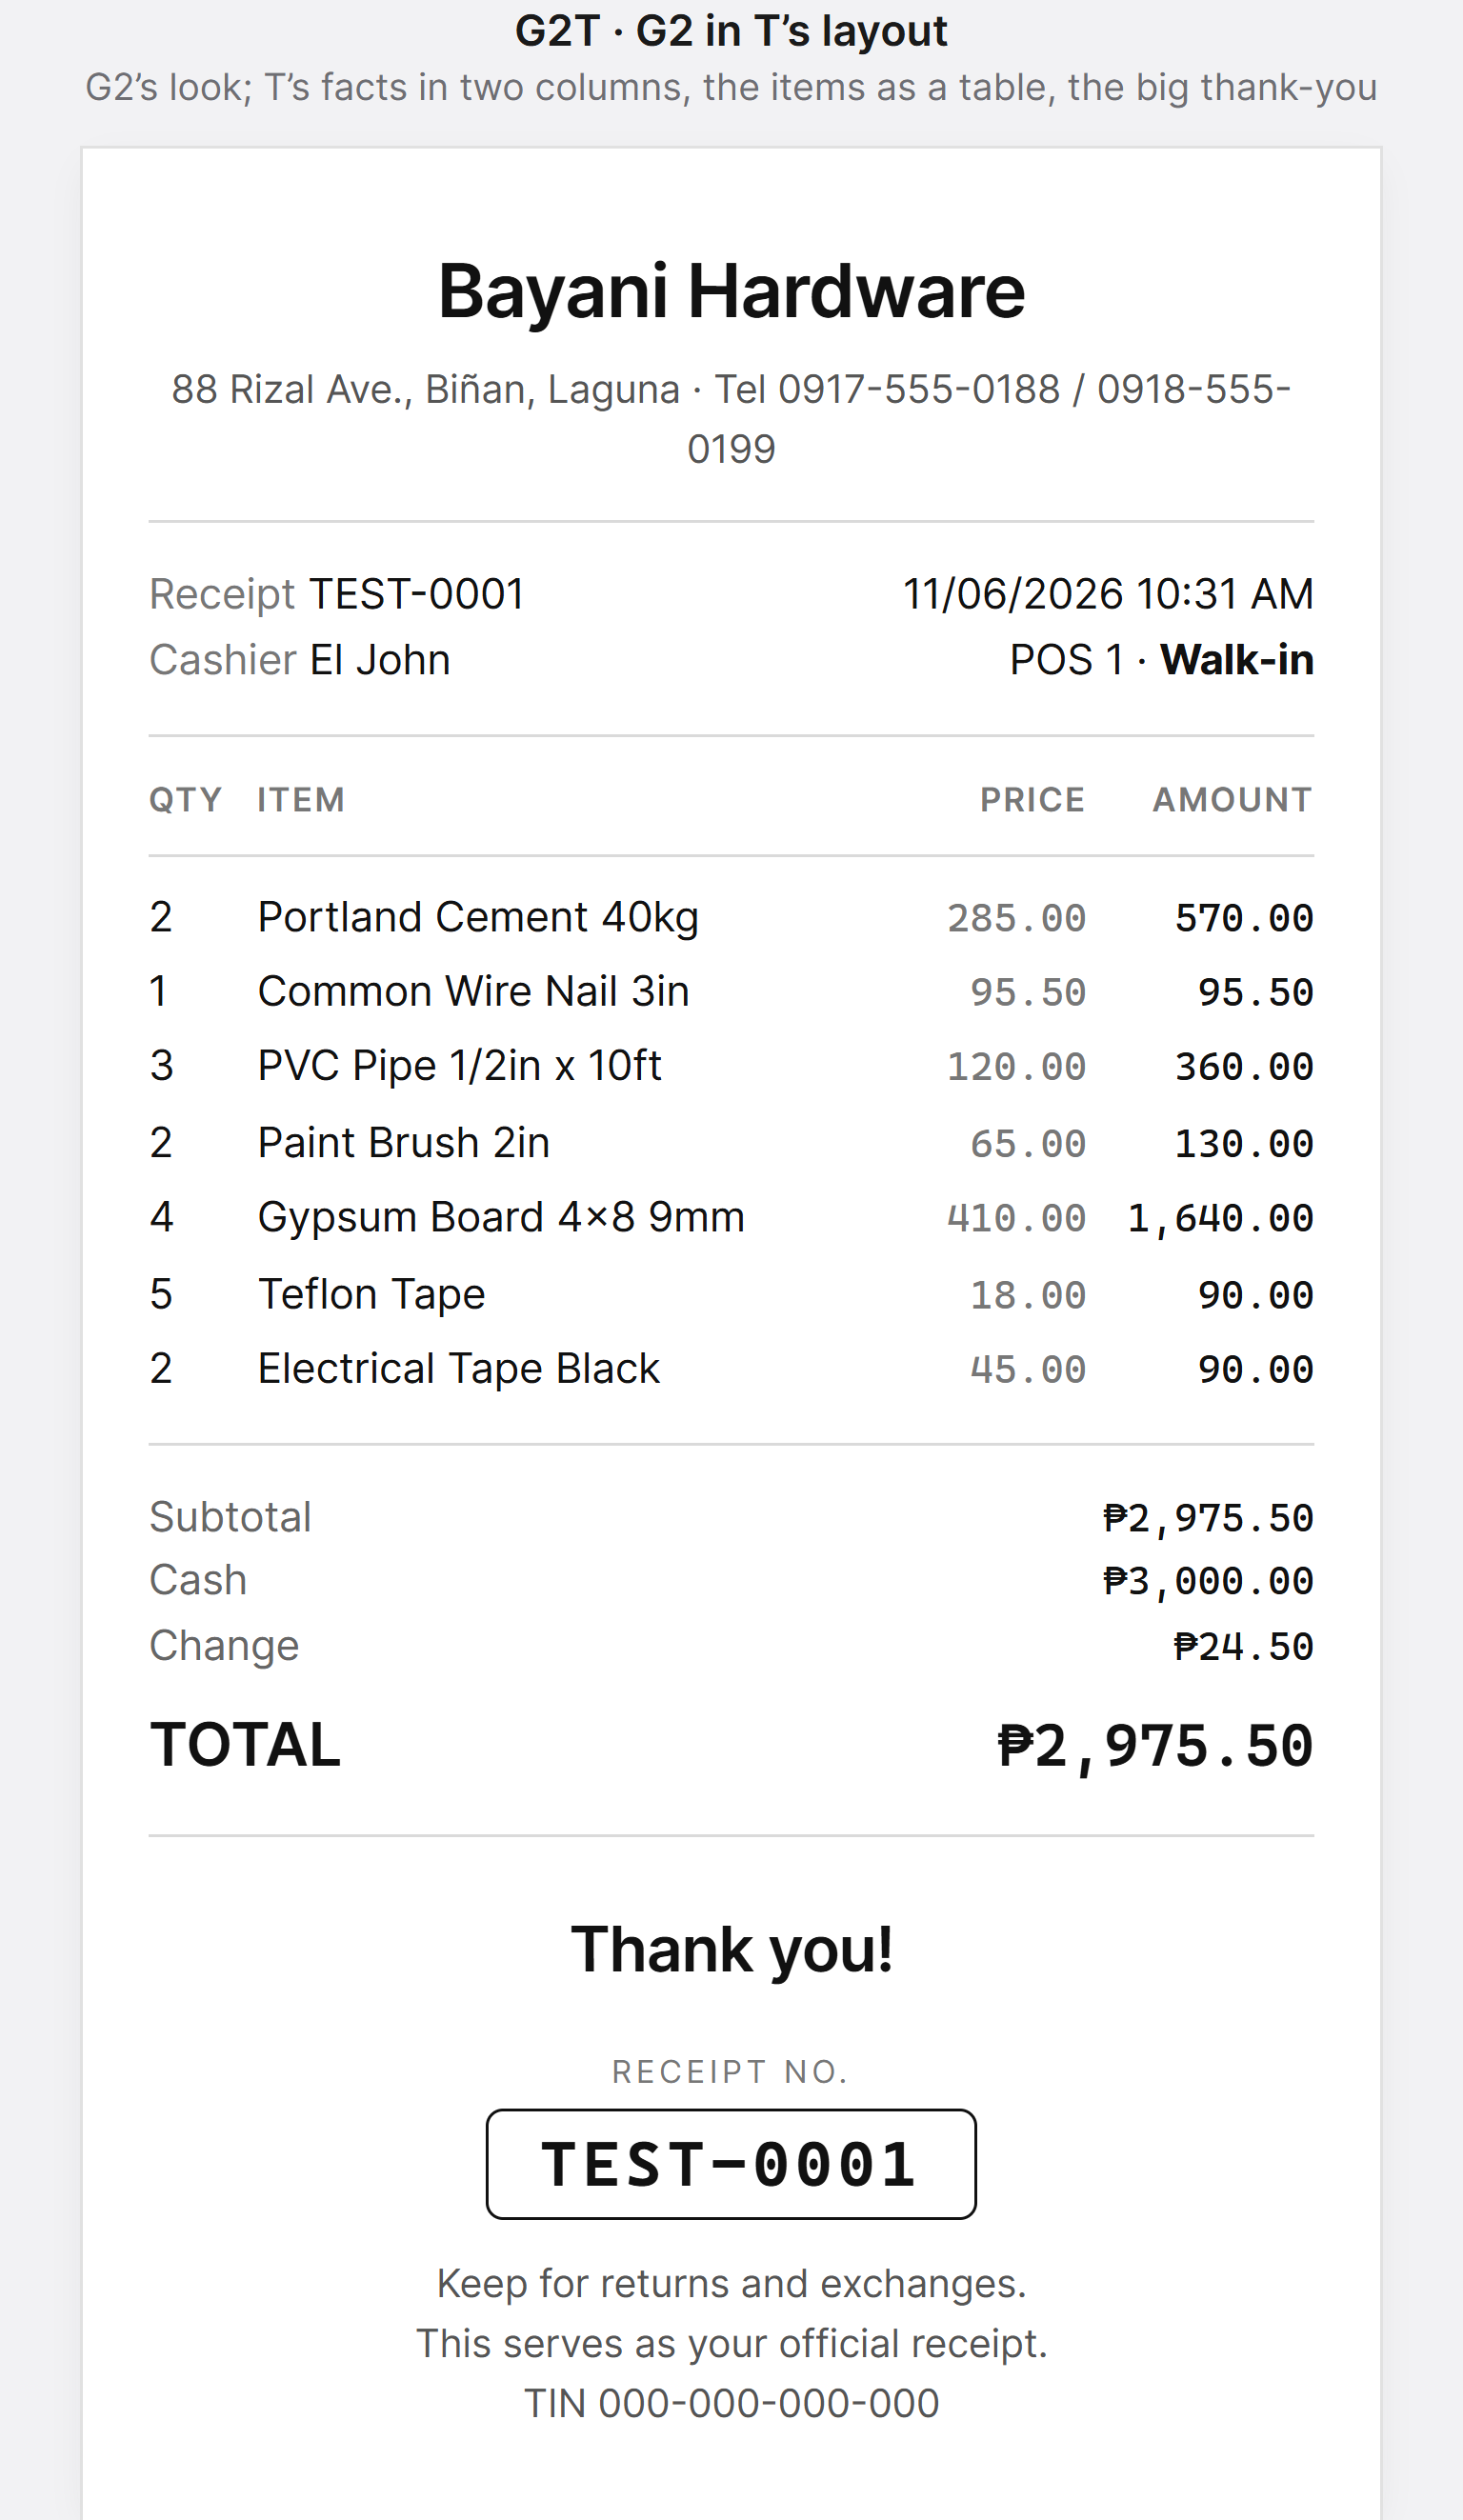 G2T · G2 in T’s layout
G2’s look; T’s facts in two columns, the items as a table, the big thank-you
Bayani Hardware
88 Rizal Ave., Biñan, Laguna · Tel 0917-555-0188 / 0918-555-
0199
Receipt TEST-0001 11/06/2026 10:31 AM
Cashier El John POS 1 · Walk-in
QTY ITEM PRICE AMOUNT
2 Portland Cement 40kg 285.00 570.00
1 Common Wire Nail 3in 95.50 95.50
3 PVC Pipe 1/2in x 10ft 120.00 360.00
2 Paint Brush 2in 65.00 130.00
4 Gypsum Board 4×8 9mm 410.00 1,640.00
5 Teflon Tape 18.00 90.00
2 Electrical Tape Black 45.00 90.00
Subtotal ₱2,975.50
Cash ₱3,000.00
Change ₱24.50
TOTAL ₱2,975.50
Thank you!
RECEIPT NO.
TEST-0001
Keep for returns and exchanges.
This serves as your official receipt.
TIN 000-000-000-000